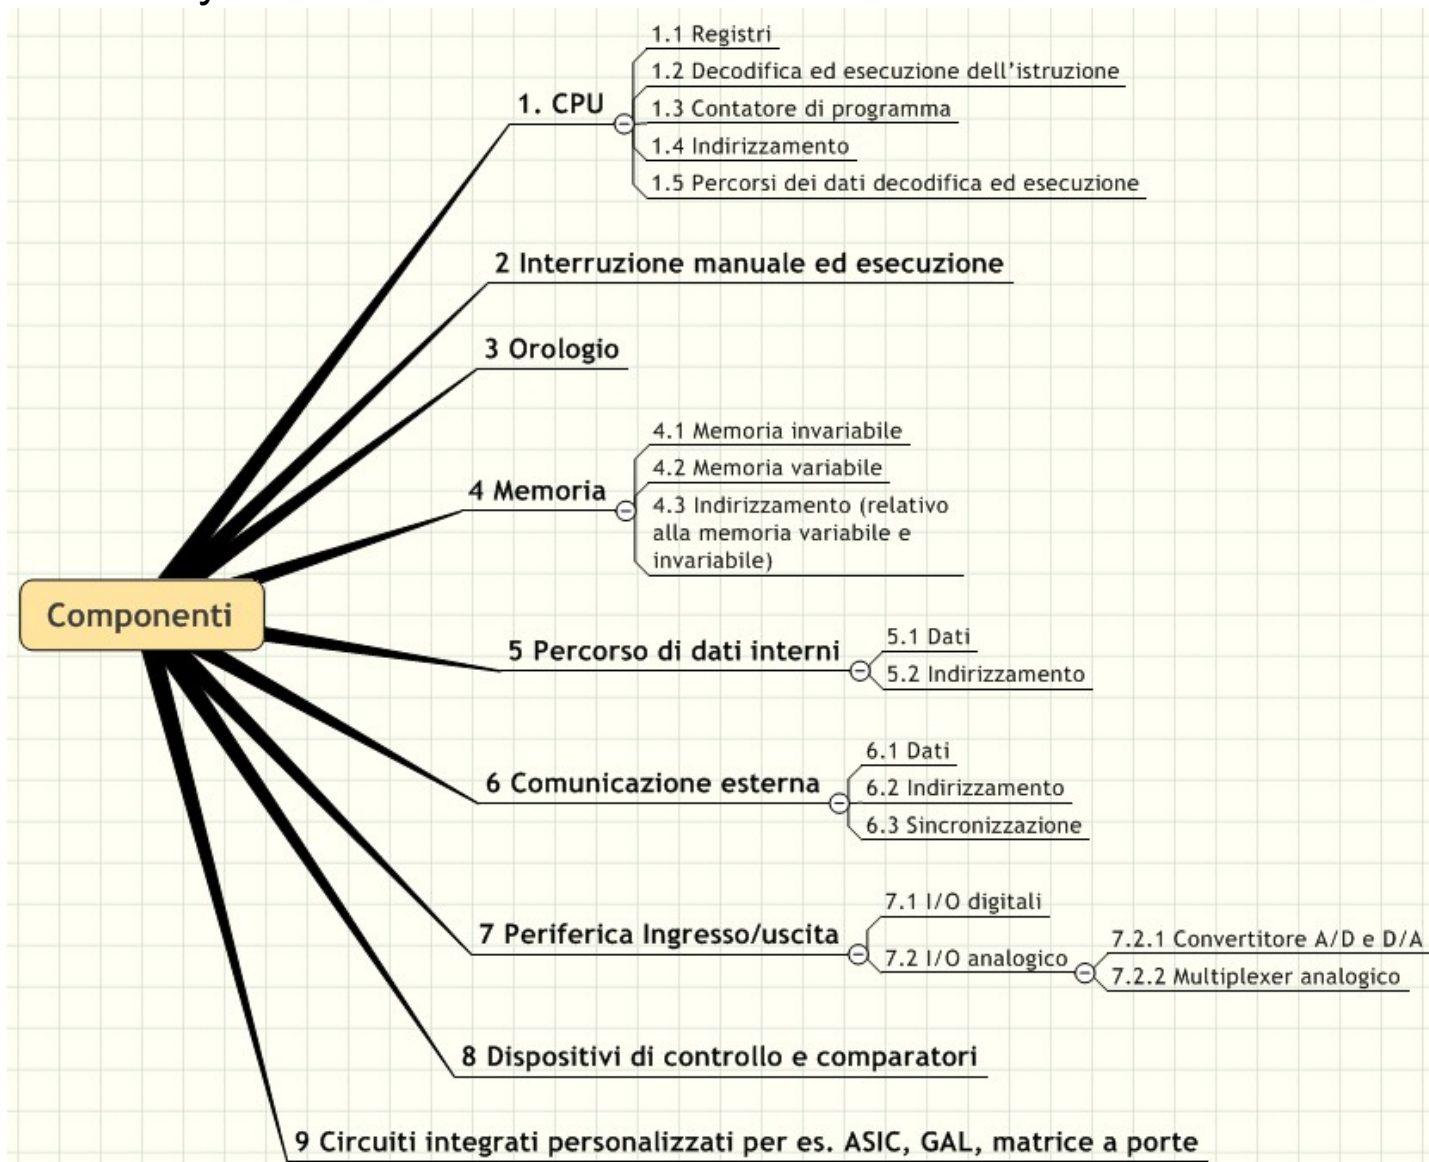 1.1 Registri
1.2 Decodifica ed esecuzione dell'istruzione
1. CPU
1.3 Contatore di programma
1.4 Indirizzamento
1.5 Percorsi dei dati decodifica ed esecuzione
2 Interruzione manuale ed esecuzione
3 Orologio
4.1 Memoria invariabile
4.2 Memoria variabile
4 Memoria
4.3 Indirizzamento (relativo
alla memoria variabile e
invariabile)
Componenti
5.1 Dati
5 Percorso di dati interni
5.2 Indirizzamento
6.1 Dati
6 Comunicazione esterna
6.2 Indirizzamento
6.3 Sincronizzazione
7.1 I/O digitali
7 Periferica Ingresso/uscita
7.2 I/O analogico
7.2.1 Convertitore A/D e D/A
7.2.2 Multiplexer analogico
8 Dispositivi di controllo e comparatori
9 Circuiti integrati personalizzati per es. ASIC, GAL, matrice a porte